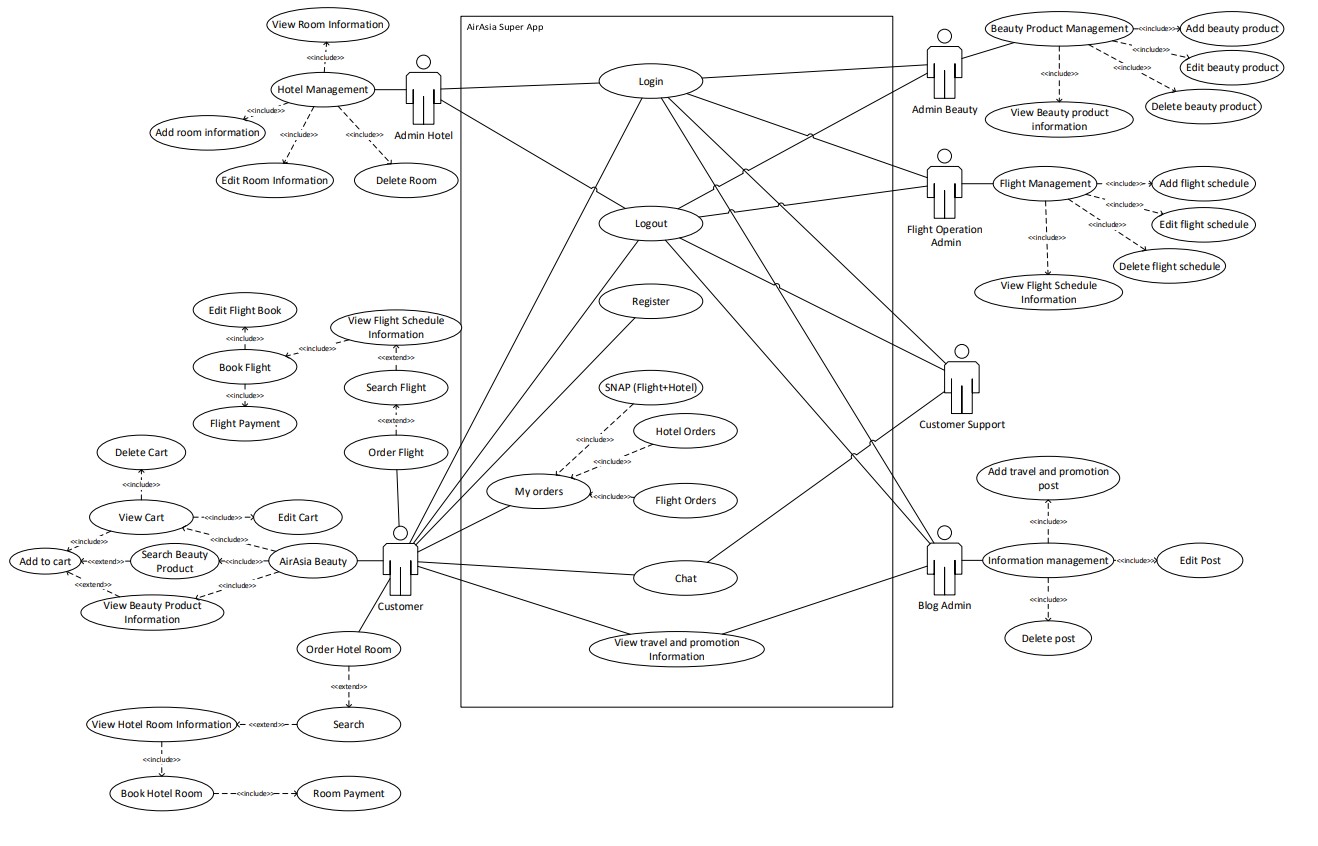 View Room Information
<<include>>
Hotel Management
<<include>>
Add room information
<<include>>
<<include>>
Edit Room Information
Delete Room
Admin Hotel
AirAsia Super App
Login
Logout
Register
SNAP (Flight+Hotel)
<<include>>
Hotel Orders
<<include>>
My orders
<<include>>
Flight Orders
Chat
View travel and promotion
Information
Admin Beauty
Beauty Product Management
<<include>>
Add beauty product
<<include>>
Edit beauty product
<<include>>
<<include>>
Delete beauty product
View Beauty product
information
Flight Operation
Admin
Flight Management
<<include>>
Add flight schedule
<<include>>
Edit flight schedule
<<include>>
<<include>>
Delete flight schedule
View Flight Schedule
Information
Customer Support
Add travel and promotion
post
<<include>>
Information management
<<include>>
Edit Post
<<include>>
Delete post
Blog Admin
Edit Flight Book
<<include>>
Book Flight
<<include>>
Flight Payment
<<include>>
View Flight Schedule
Information
<<extend>>
Search Flight
<<extend>>
Order Flight
Delete Cart
<<include>>
View Cart
<<include>>
Edit Cart
<<include>>
<<include>>
Add to cart
<<extend>>
Search Beauty
Product
<<include>>
AirAsia Beauty
<<extend>>
<<include>>
View Beauty Product
Information
Customer
Order Hotel Room
<<extend>>
View Hotel Room Information
<<extend>>
Search
<<include>>
Book Hotel Room
<<include>>
Room Payment